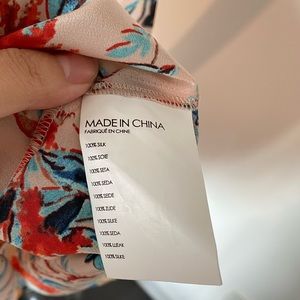 MADE IN CHINA
FABRIQUÉ EN CHINE
100% SILK
100% SOIE
100% SETA
100% SEDA
100% SEIDE
100% ZIJDE
100% SILKE
100% SEDA
100% ШЕЛК
100% SILKE